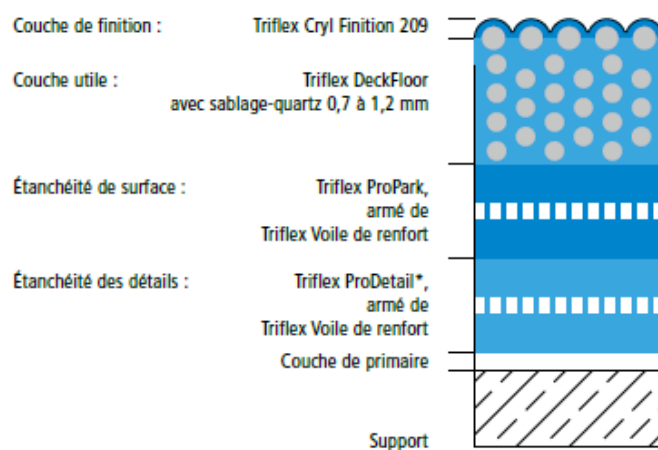 Couche de finition : Triflex Cryl Finition 209
Couche utile : Triflex DeckFloor
avec sablage-quartz 0,7 à 1,2 mm
Étanchéité de surface : Triflex ProPark,
armé de
Triflex Voile de renfort
Étanchéité des détails : Triflex ProDetail*,
armé de
Triflex Voile de renfort
Couche de primaire
Support